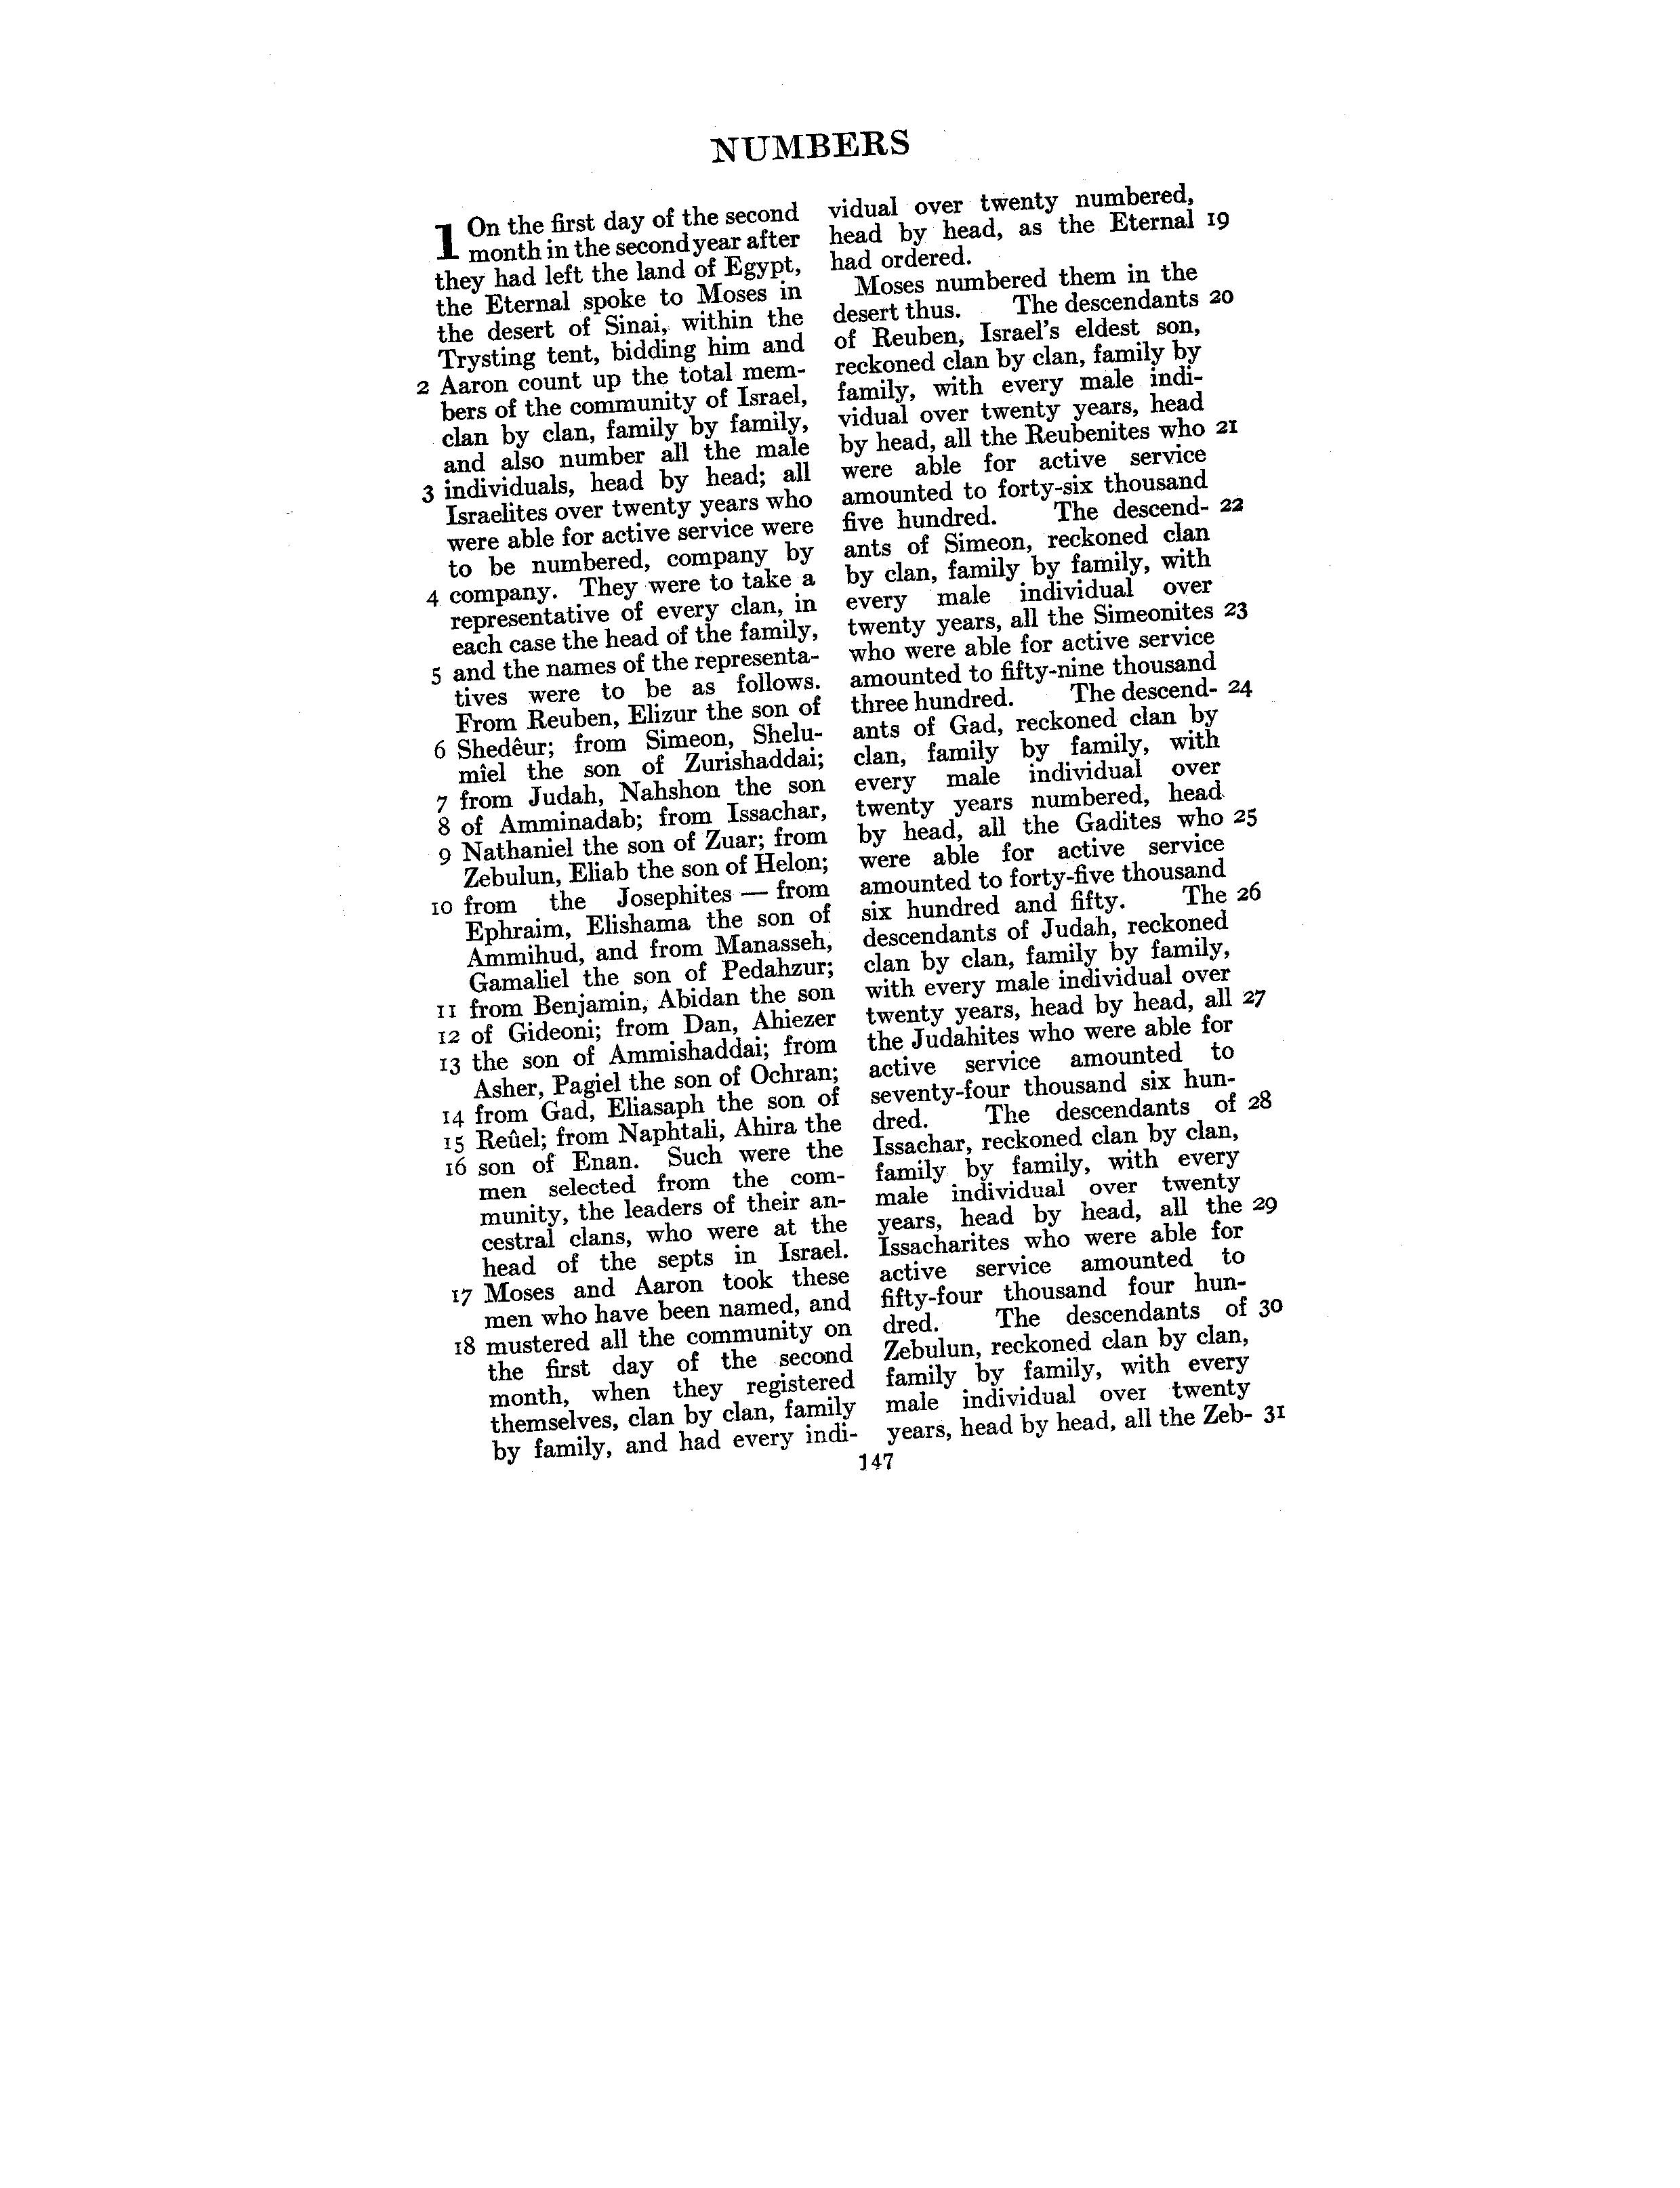 NUMBERS
1 On the first day of the second
month in the second year after
they had left the land of Egypt,
the Eternal spoke to Moses in
the desert of Sinai, within the
Trysting tent, bidding him and
2 Aaron count up the total mem-
bers of the community of Israel,
clan by clan, family by family,
and also number all the male
3 individuals, head by head; all
Israelites over twenty years who
were able for active service were
to be numbered, company by
4 company. They were to take a
representative of every clan, in
each case the head of the family,
5 and the names of the representa-
tives were to be as follows.
From Reuben, Elizur the son of
6 Shedêur; from Simeon, Shelu-
mîel the son of Zurishaddai;
7 from Judah, Nahshon the son
8 of Amminadab; from Issachar,
9 Nathaniel the son of Zuar; from
Zebulun, Eliab the son of Helon;
10 from the Josephites — from
Ephraim, Elishama the son of
Ammihud, and from Manasseh,
Gamaliel the son of Pedahzur;
11 from Benjamin, Abidan the son
12 of Gideoni; from Dan, Ahiezer
13 the son of Ammishaddai; from
Asher, Pagiel the son of Ochran;
14 from Gad, Eliasaph the son of
15 Reûel; from Naphtali, Ahira the
16 son of Enan. Such were the
men selected from the com-
munity, the leaders of their an-
cestral clans, who were at the
head of the septs in Israel.
17 Moses and Aaron took these
men who have been named, and
18 mustered all the community on
the first day of the second
month, when they registered
themselves, clan by clan, family
by family, and had every indi-
vidual over twenty numbered,
head by head, as the Eternal 19
had ordered.
Moses numbered them in the
desert thus. The descendants 20
of Reuben, Israel's eldest son,
reckoned clan by clan, family by
family, with every male indi-
vidual over twenty years, head
by head, all the Reubenites who 21
were able for active service
amounted to forty-six thousand
five hundred. The descend- 22
ants of Simeon, reckoned clan
by clan, family by family, with
every male individual over
twenty years, all the Simeonites 23
who were able for active service
amounted to fifty-nine thousand
three hundred. The descend- 24
ants of Gad, reckoned clan by
clan, family by family, with
every male individual over
twenty years numbered, head
by head, all the Gadites who 25
were able for active service
amounted to forty-five thousand
six hundred and fifty. The 26
descendants of Judah, reckoned
clan by clan, family by family,
with every male individual over
twenty years, head by head, all 27
the Judahites who were able for
active service amounted to
seventy-four thousand six hun-
dred. The descendants of 28
Issachar, reckoned clan by clan,
family by family, with every
male individual over twenty
years, head by head, all the 29
Issacharites who were able for
active service amounted to
fifty-four thousand four hun-
dred. The descendants of 30
Zebulun, reckoned clan by clan,
family by family, with every
male individual over twenty
years, head by head, all the Zeb- 31
147